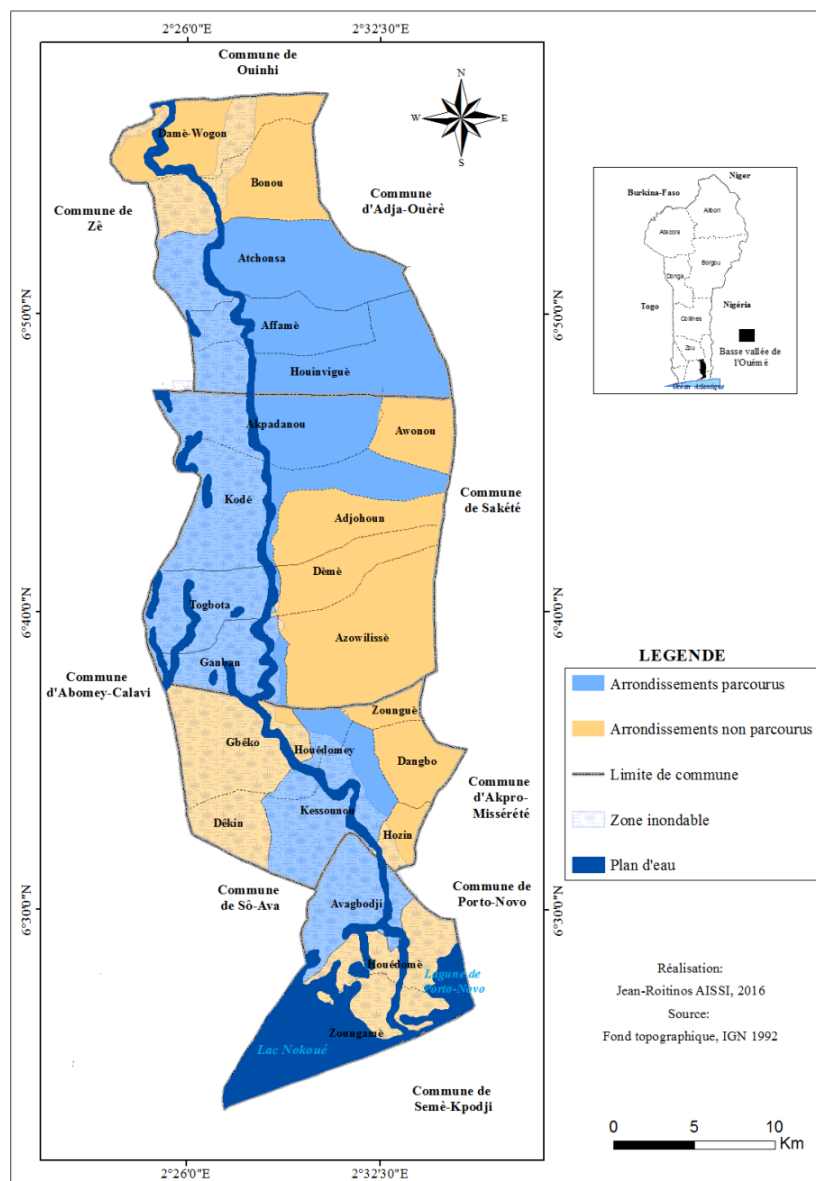 2°26'0"E
2°32'30"E
Commune de
Ouinhi
N
W
E
S
Damè-Wogon
Bonou
Commune
d'Adja-Ouèrè
Commune de
Zê
Atchonsa
6°50'0"N
6°50'0"N
Affamè
Houinviguè
Akpadanou
Awonou
Kodé
Commune
de Sakété
Adjohoun
Dèmè
Togbota
6°40'0"N
6°40'0"N
Azowilissè
Ganban
Commune
d'Abomey-Calavi
Zounguè
Gbéko
Houédomey
Dangbo
Commune
d'Akpro-
Missérété
Kessounou
Dêkin
Hozin
Commune
de Sô-Ava
Commune de
Porto-Novo
Avagbodji
6°30'0"N
6°30'0"N
Houédomè
Lagune de
Porto-Novo
Zoungamè
Lac Nokoué
Commune de
Semè-Kpodji
2°26'0"E
2°32'30"E
Niger
Burkina-Faso
Alibori
Atacora
Borgou
Donga
Togo
Nigéria
Collines
Zou
Basse vallée de
l'Ouémé
Océan Atlantique
LEGENDE
Arrondissements parcourus
Arrondissements non parcourus
Limite de commune
Zone inondable
Plan d'eau
Réalisation:
Jean-Roitinos AISSI, 2016
Source:
Fond topographique, IGN 1992
0 5 10
Km